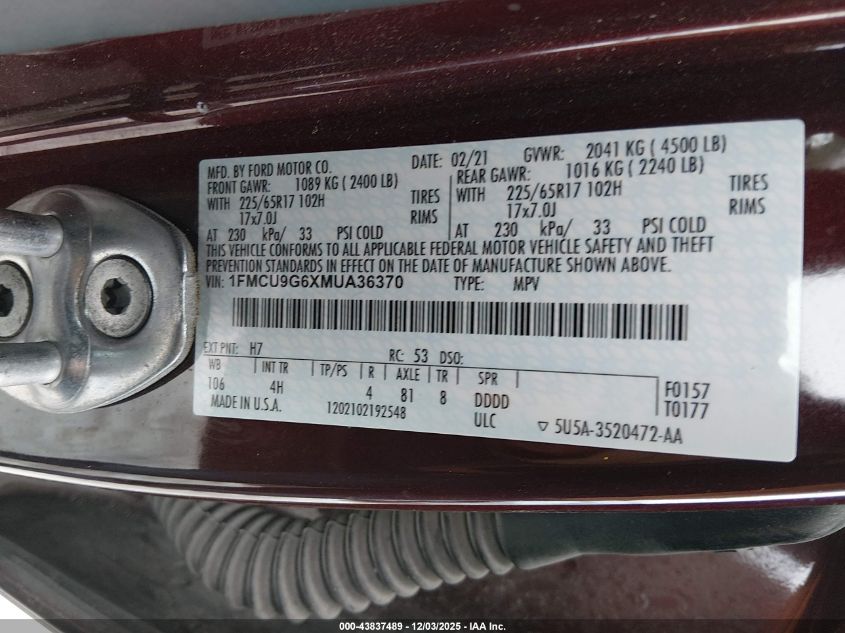 MFD. BY FORD MOTOR CO. DATE: 02/21 GVWR: 2041 KG ( 4500 LB)
FRONT GAWR: 1089 KG ( 2400 LB) REAR GAWR: 1016 KG ( 2240 LB)
WITH 225/65R17 102H TIRES WITH 225/65R17 102H TIRES
17x7.0J RIMS 17x7.0J RIMS
AT 230 kPa/ 33 PSI COLD AT 230 kPa/ 33 PSI COLD
THIS VEHICLE CONFORMS TO ALL APPLICABLE FEDERAL MOTOR VEHICLE SAFETY AND THEFT
PREVENTION STANDARDS IN EFFECT ON THE DATE OF MANUFACTURE SHOWN ABOVE.
VIN: 1FMCU9G6XMUA36370 TYPE: MPV
EXT PNT: H7 RC: 53 DSO:
WB INT TR TP/PS R AXLE TR SPR
106 4H 4 81 8 DDDD F0157
MADE IN U.S.A. 1202102192548 ULC T0177
▽ 5U5A-3520472-AA
000-43837489 - 12/03/2025 - IAA Inc.